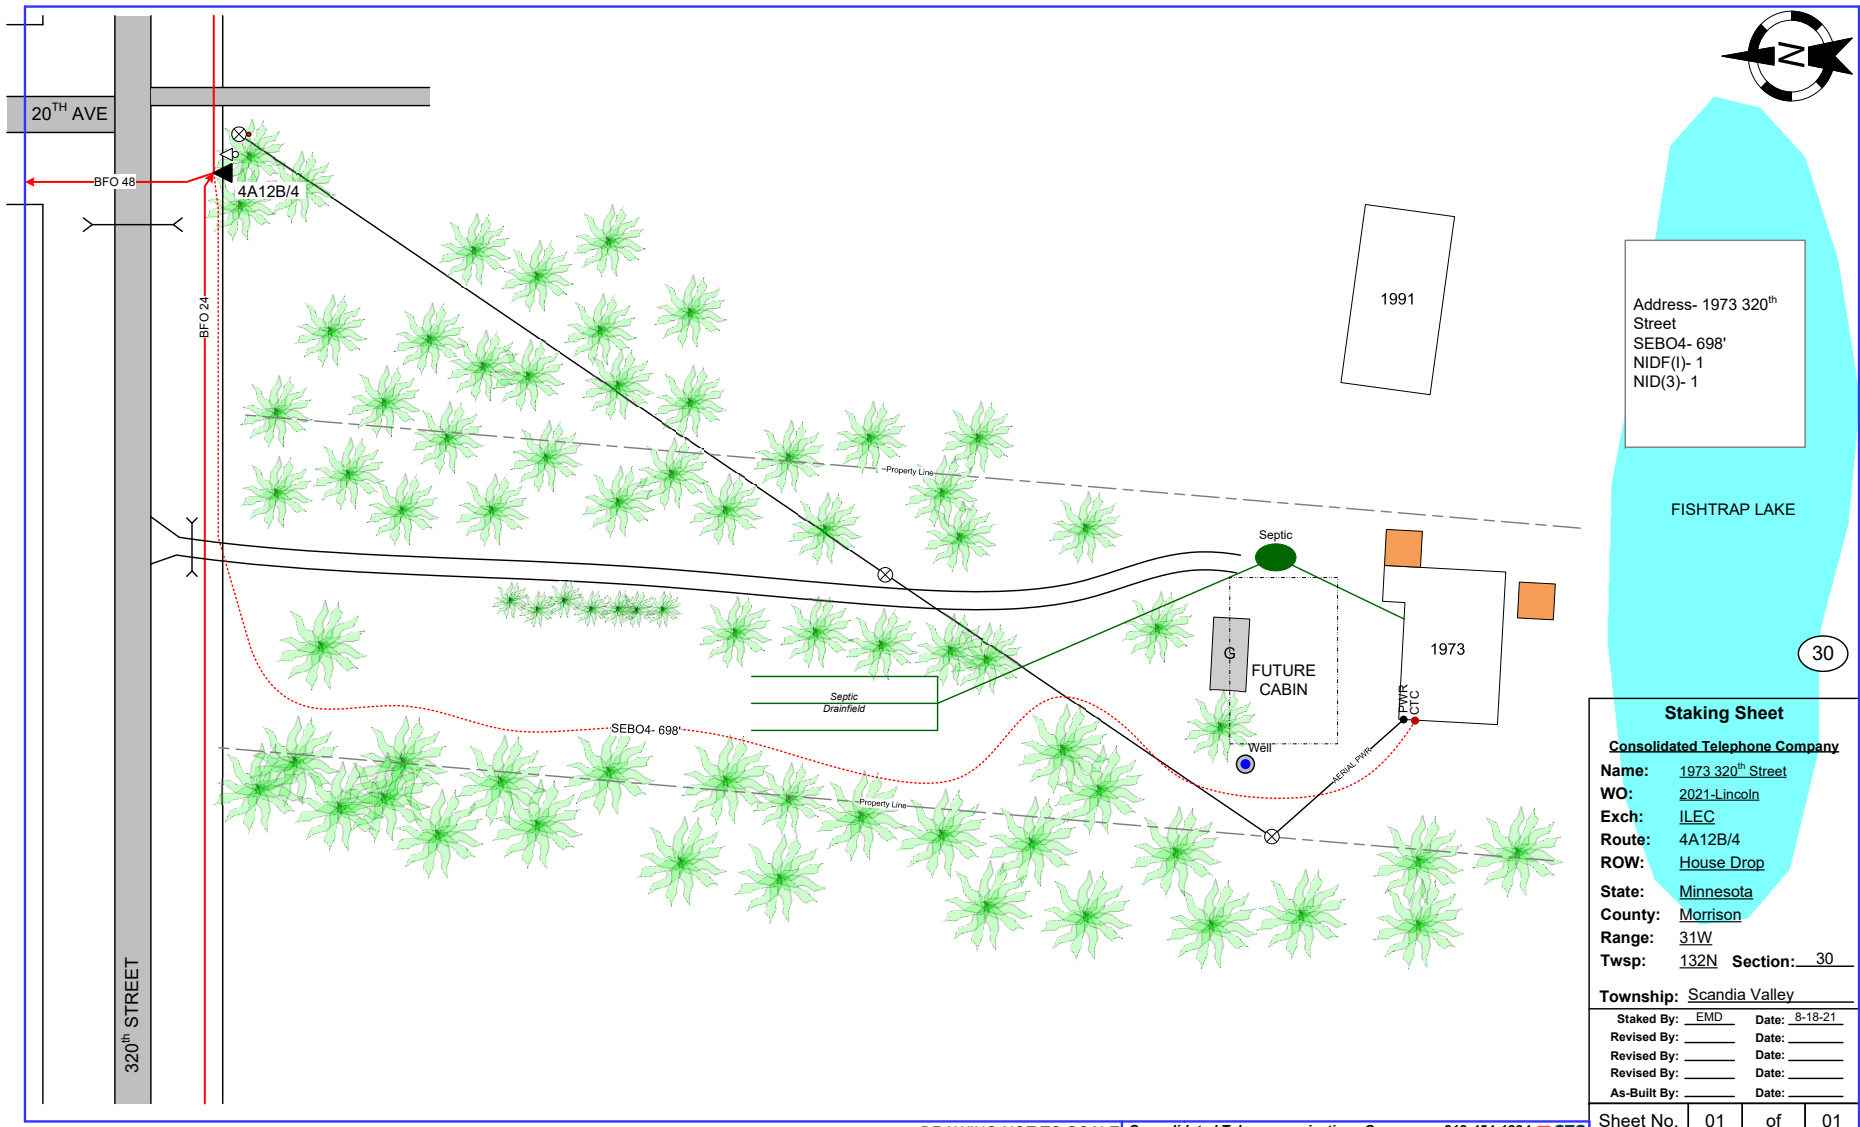 20TH AVE
BFO 48
4A12B/4
BFO 24
320th STREET
N
1991
Address- 1973 320th
Street
SEBO4- 698'
NIDF(I)- 1
NID(3)- 1
FISHTRAP LAKE
30
Property Line
Septic
G
FUTURE
CABIN
1973
PWR
CTC
Septic
Drainfield
SEBO4- 698'
Well
AERIAL PWR
Property Line
Staking Sheet
Consolidated Telephone Company
Name: 1973 320th Street
WO: 2021-Lincoln
Exch: ILEC
Route: 4A12B/4
ROW: House Drop
State: Minnesota
County: Morrison
Range: 31W
Twsp: 132N Section: 30
Township: Scandia Valley
Staked By: EMD Date: 8-18-21
Revised By: Date:
Revised By: Date:
Revised By: Date:
As-Built By: Date:
Sheet No. 01 of 01
DRAWING NOT TO SCALE